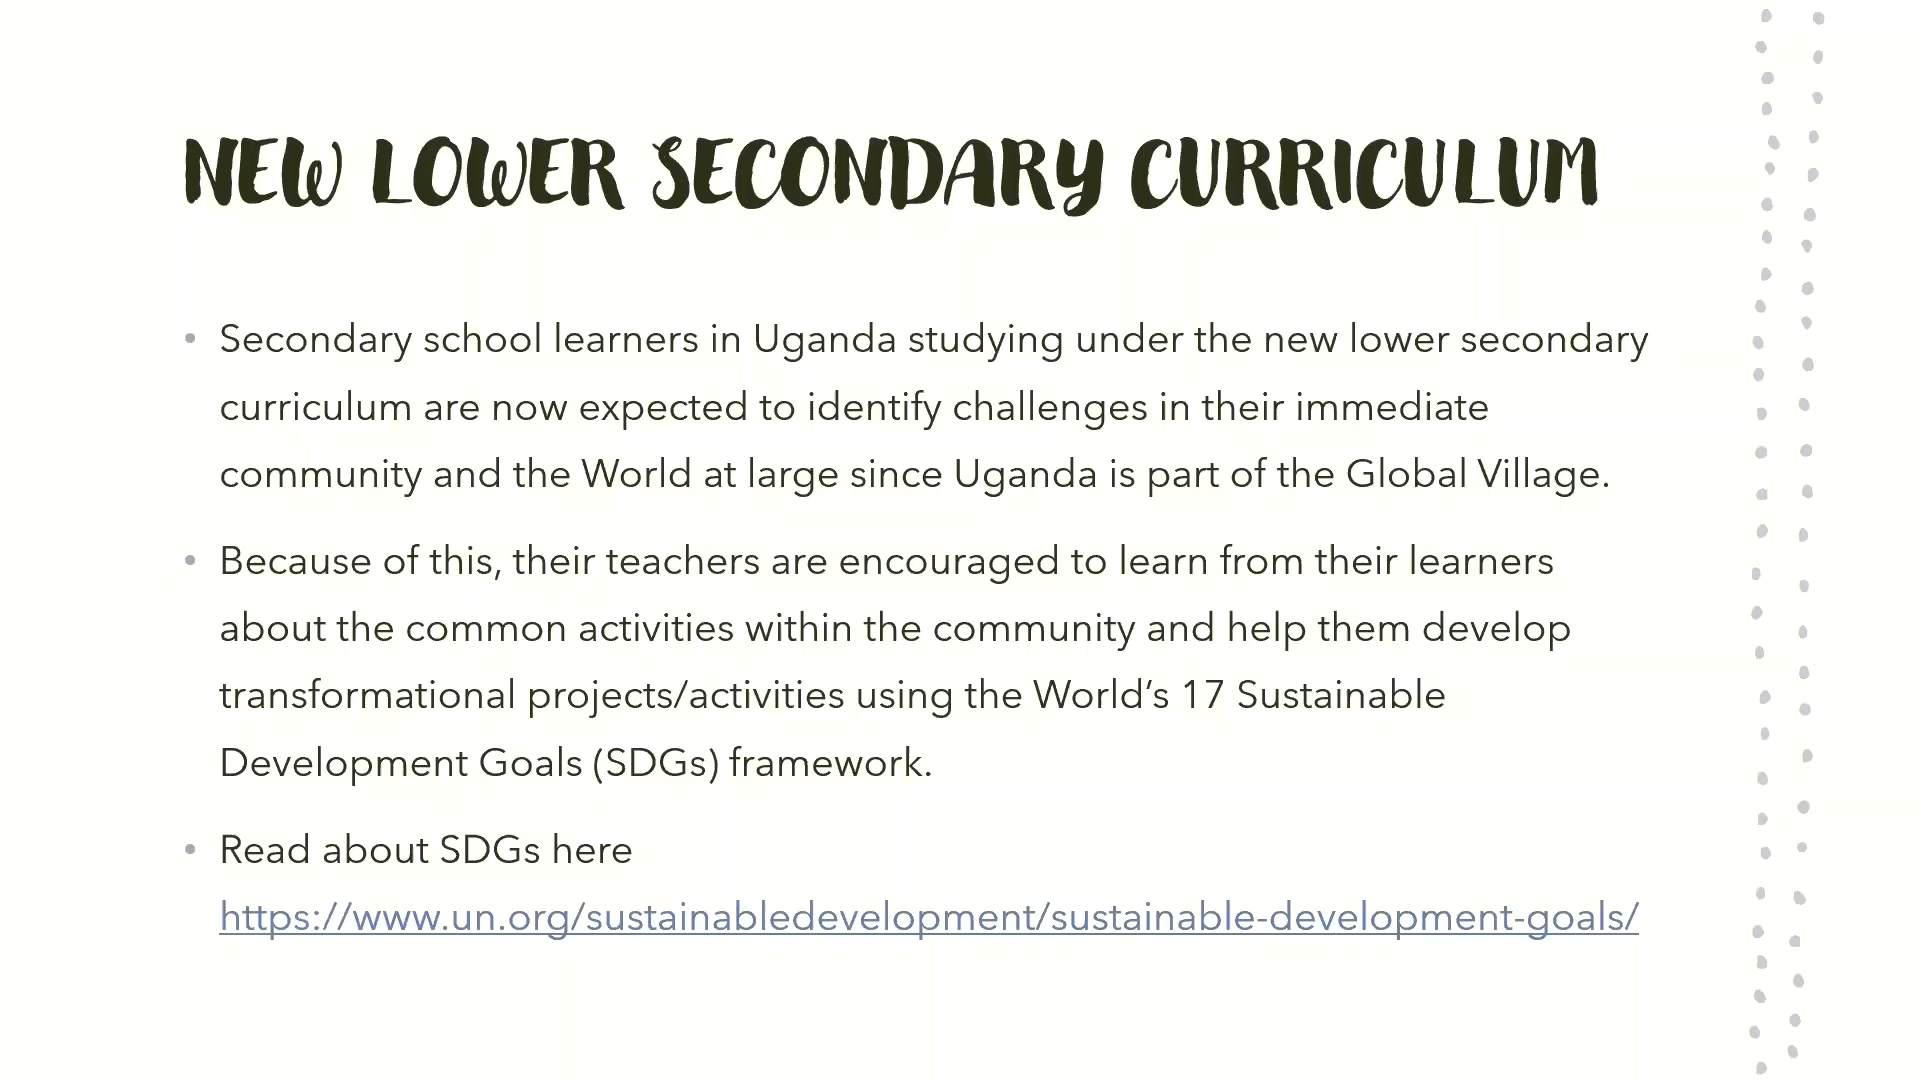 NEW LOWER SECONDARY CURRICULUM
• Secondary school learners in Uganda studying under the new lower secondary
curriculum are now expected to identify challenges in their immediate
community and the World at large since Uganda is part of the Global Village.
• Because of this, their teachers are encouraged to learn from their learners
about the common activities within the community and help them develop
transformational projects/activities using the World’s 17 Sustainable
Development Goals (SDGs) framework.
• Read about SDGs here
https://www.un.org/sustainabledevelopment/sustainable-development-goals/